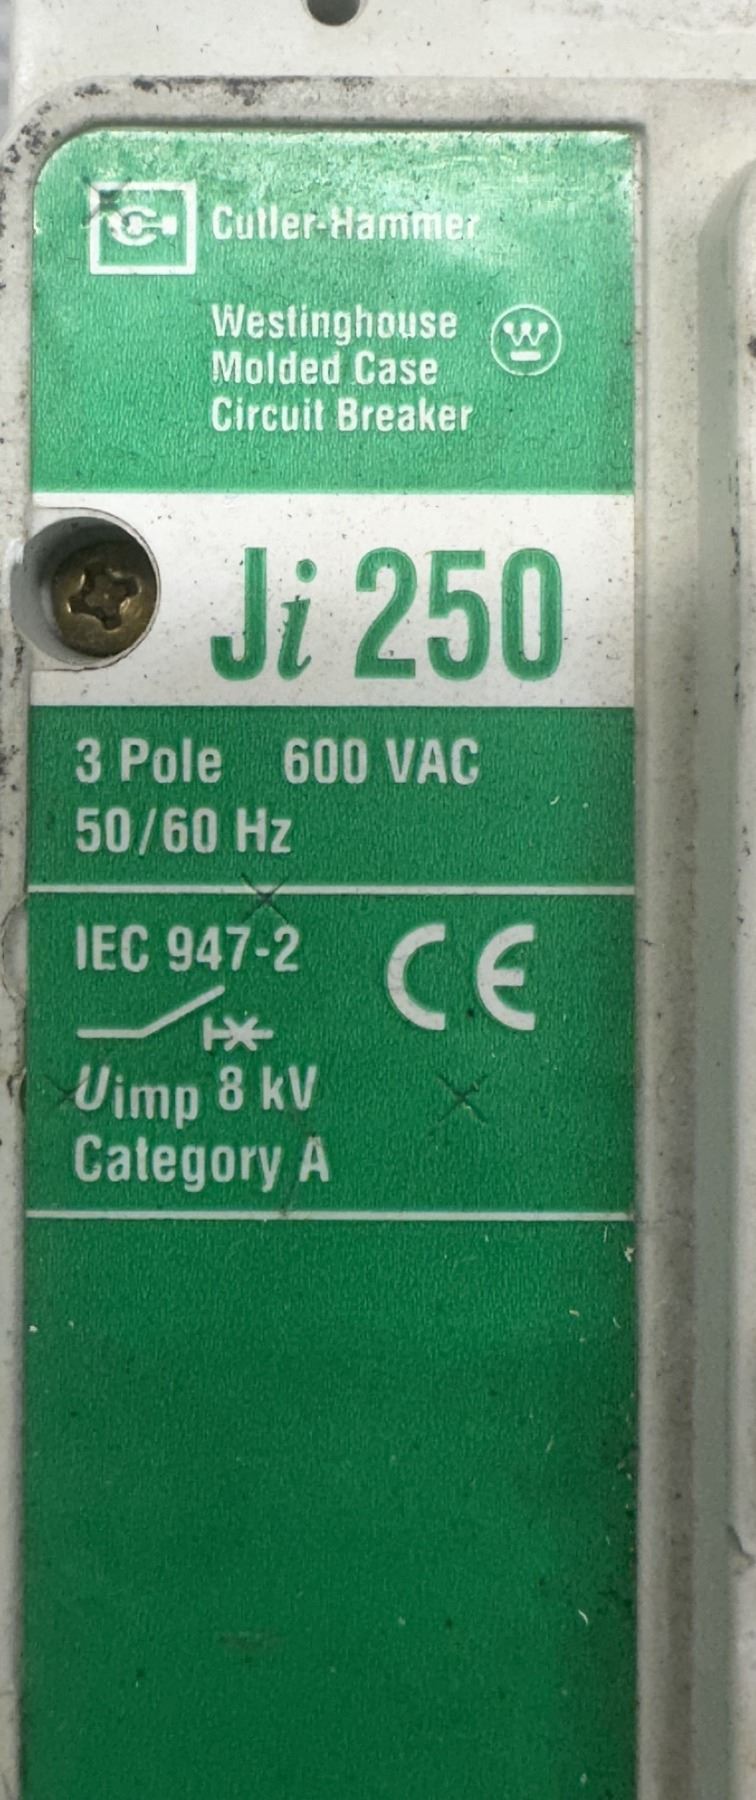 Cutler-Hammer
Westinghouse
Molded Case
Circuit Breaker
W
Ji 250
3 Pole 600 VAC
50/60 Hz
IEC 947-2
CE
Uimp 8 kV
Category A